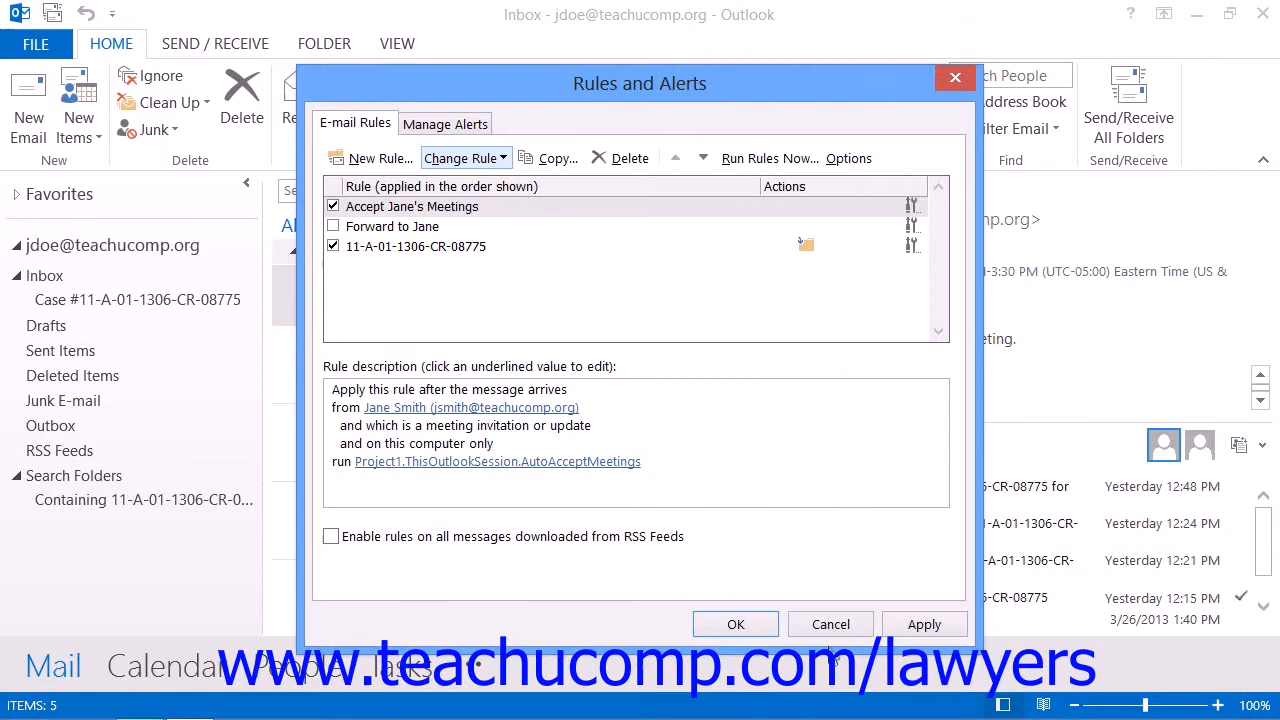 Inbox - jdoe@teachucomp.org - Outlook
?
FILE
HOME
SEND / RECEIVE
FOLDER
VIEW
New
Email
New
Items
New
Ignore
Clean Up
Junk
Delete
Delete
Re
ch People
ddress Book
ilter Email
Find
Send/Receive
All Folders
Send/Receive
Favorites
jdoe@teachucomp.org
Inbox
Case #11-A-01-1306-CR-08775
Drafts
Sent Items
Deleted Items
Junk E-mail
Outbox
RSS Feeds
Search Folders
Containing 11-A-01-1306-CR-0...
Se
Al
Rules and Alerts
E-mail Rules
Manage Alerts
New Rule...
Change Rule
Copy...
Delete
Run Rules Now...
Options
Rule (applied in the order shown)
Actions
Accept Jane's Meetings
Forward to Jane
11-A-01-1306-CR-08775
Rule description (click an underlined value to edit):
Apply this rule after the message arrives
from Jane Smith (jsmith@teachucomp.org)
and which is a meeting invitation or update
and on this computer only
run Project1.ThisOutlookSession.AutoAcceptMeetings
Enable rules on all messages downloaded from RSS Feeds
OK
Cancel
Apply
.org>
-3:30 PM (UTC-05:00) Eastern Time (US &
eting.
5-CR-08775 for
Yesterday 12:48 PM
1-A-01-1306-CR-
Yesterday 12:24 PM
-A-01-1306-CR-
Yesterday 12:21 PM
5-CR-08775
Yesterday 12:15 PM
3/26/2013 1:40 PM
Mail
Calendar
People
Tasks
www.teachucomp.com/lawyers
ITEMS: 5
100%